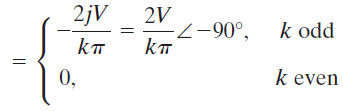 = { -2jV/kπ = 2V/kπ ∠-90°, k odd
0, k even